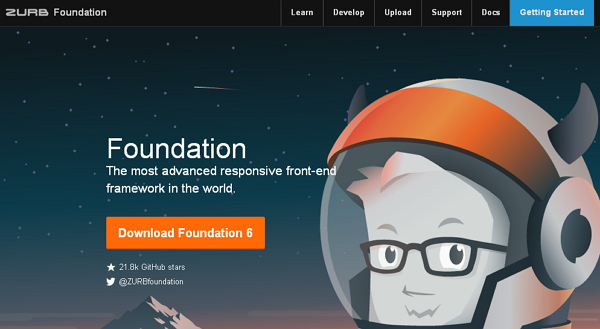 ZURB Foundation
Learn Develop Upload Support Docs Getting Started
Foundation
The most advanced responsive front-end
framework in the world.
Download Foundation 6
21.8k GitHub stars
@ZURBfoundation